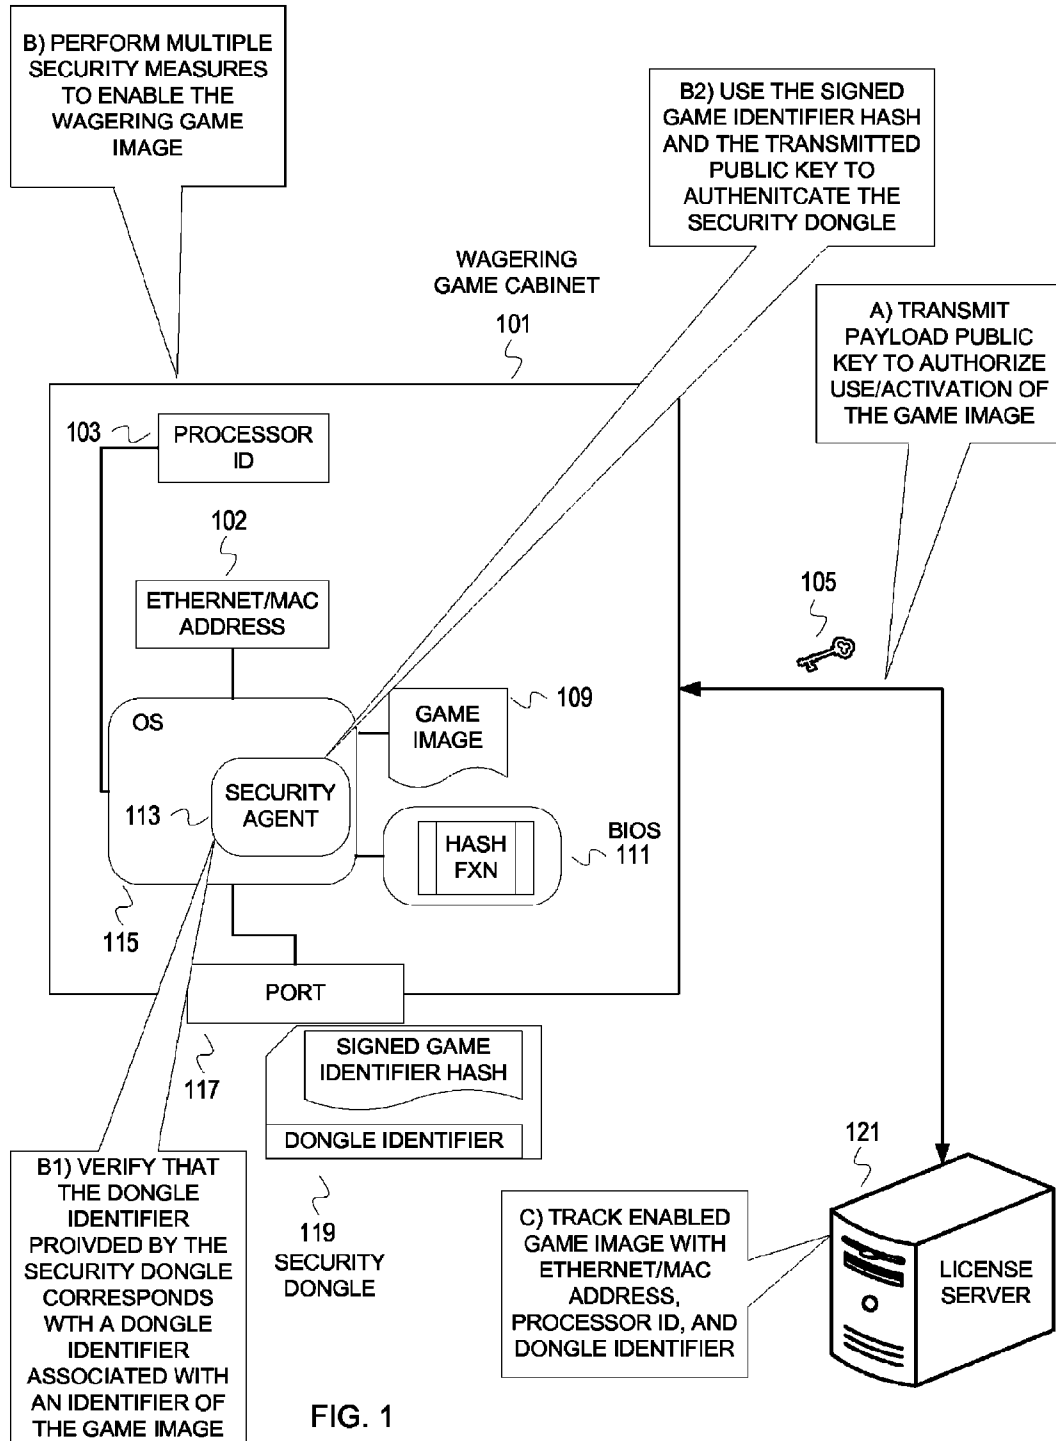 B) PERFORM MULTIPLE
SECURITY MEASURES
TO ENABLE THE
WAGERING GAME
IMAGE
B2) USE THE SIGNED
GAME IDENTIFIER HASH
AND THE TRANSMITTED
PUBLIC KEY TO
AUTHENITCATE THE
SECURITY DONGLE
WAGERING
GAME CABINET
101
A) TRANSMIT
PAYLOAD PUBLIC
KEY TO AUTHORIZE
USE/ACTIVATION OF
THE GAME IMAGE
103
PROCESSOR
ID
102
ETHERNET/MAC
ADDRESS
105
109
OS
GAME
IMAGE
SECURITY
AGENT
113
HASH
FXN
BIOS
111
115
PORT
117
SIGNED GAME
IDENTIFIER HASH
DONGLE IDENTIFIER
119
SECURITY
DONGLE
B1) VERIFY THAT
THE DONGLE
IDENTIFIER
PROIVDED BY THE
SECURITY DONGLE
CORRESPONDS
WTH A DONGLE
IDENTIFIER
ASSOCIATED WITH
AN IDENTIFIER OF
THE GAME IMAGE
121
C) TRACK ENABLED
GAME IMAGE WITH
ETHERNET/MAC
ADDRESS,
PROCESSOR ID, AND
DONGLE IDENTIFIER
LICENSE
SERVER
FIG. 1